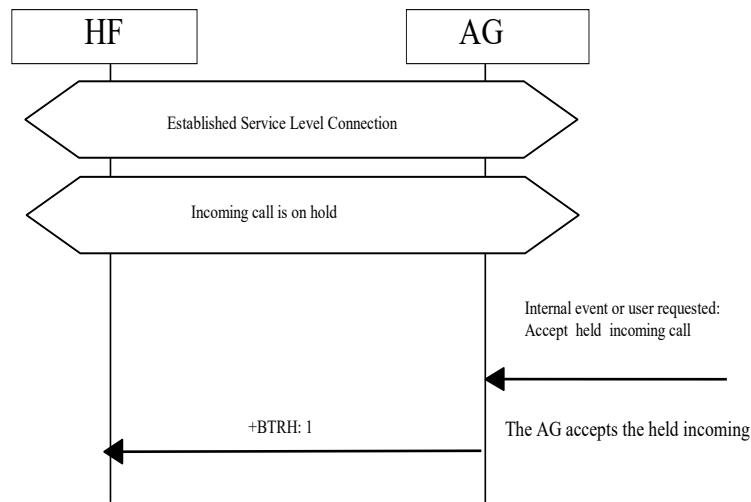 HF
AG
Established Service Level Connection
Incoming call is on hold
Internal event or user requested:
Accept held incoming call
+BTRH: 1
The AG accepts the held incoming